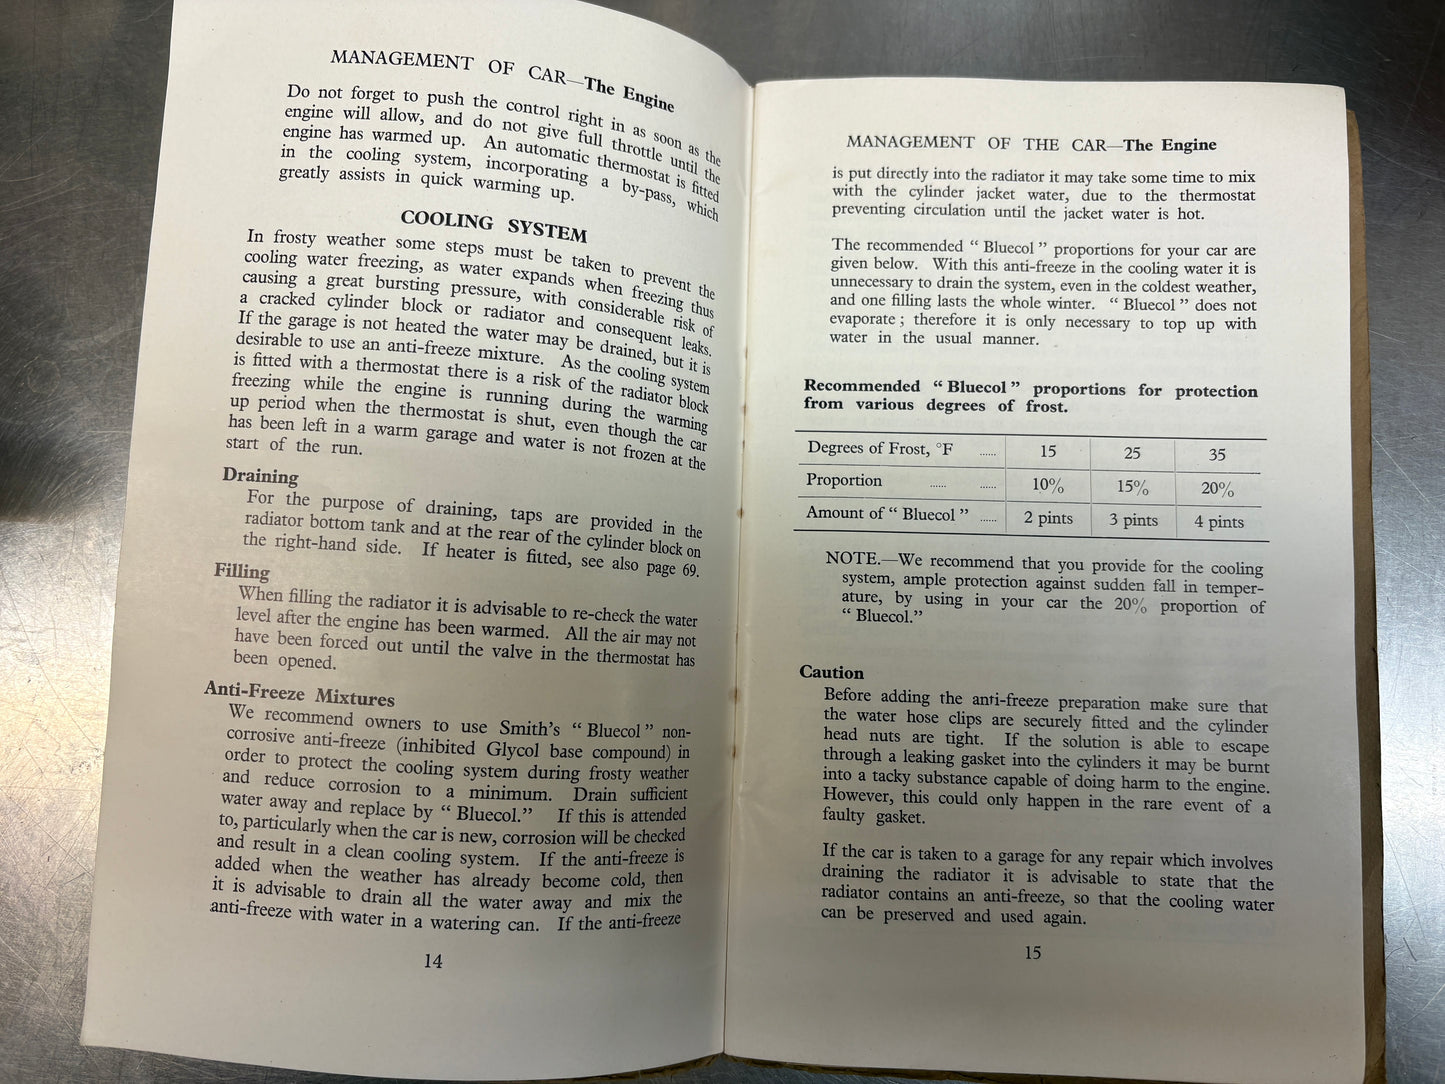 MANAGEMENT OF CAR—The Engine
Do not forget to push the control right in as soon as the
engine will allow, and do not give full throttle until the
engine has warmed up. An automatic thermostat is fitted
in the cooling system, incorporating a by-pass, which
greatly assists in quick warming up.
COOLING SYSTEM
In frosty weather some steps must be taken to prevent the
cooling water freezing, as water expands when freezing thus
causing a great bursting pressure, with considerable risk of
a cracked cylinder block or radiator and consequent leaks.
If the garage is not heated the water may be drained, but it is
desirable to use an anti-freeze mixture. As the cooling system
is fitted with a thermostat there is a risk of the radiator block
freezing while the engine is running during the warming
up period when the thermostat is shut, even though the car
has been left in a warm garage and water is not frozen at the
start of the run.
Draining
For the purpose of draining, taps are provided in the
radiator bottom tank and at the rear of the cylinder block on
the right-hand side. If heater is fitted, see also page 69.
Filling
When filling the radiator it is advisable to re-check the water
level after the engine has been warmed. All the air may not
have been forced out until the valve in the thermostat has
been opened.
Anti-Freeze Mixtures
We recommend owners to use Smith's “ Bluecol ” non-
corrosive anti-freeze (inhibited Glycol base compound) in
order to protect the cooling system during frosty weather
and reduce corrosion to a minimum. Drain sufficient
water away and replace by “ Bluecol.” If this is attended
to, particularly when the car is new, corrosion will be checked
and result in a clean cooling system. If the anti-freeze is
added when the weather has already become cold, then
it is advisable to drain all the water away and mix the
anti-freeze with water in a watering can. If the anti-freeze
14
MANAGEMENT OF THE CAR—The Engine
is put directly into the radiator it may take some time to mix
with the cylinder jacket water, due to the thermostat
preventing circulation until the jacket water is hot.
The recommended “ Bluecol ” proportions for your car are
given below. With this anti-freeze in the cooling water it is
unnecessary to drain the system, even in the coldest weather,
and one filling lasts the whole winter. “ Bluecol ” does not
evaporate ; therefore it is only necessary to top up with
water in the usual manner.
Recommended “ Bluecol ” proportions for protection
from various degrees of frost.
Degrees of Frost, °F ...... 15 25 35
Proportion ...... ...... 10% 15% 20%
Amount of “ Bluecol ” ...... 2 pints 3 pints 4 pints
NOTE.—We recommend that you provide for the cooling
system, ample protection against sudden fall in temper-
ature, by using in your car the 20% proportion of
“ Bluecol.”
Caution
Before adding the anti-freeze preparation make sure that
the water hose clips are securely fitted and the cylinder
head nuts are tight. If the solution is able to escape
through a leaking gasket into the cylinders it may be burnt
into a tacky substance capable of doing harm to the engine.
However, this could only happen in the rare event of a
faulty gasket.
If the car is taken to a garage for any repair which involves
draining the radiator it is advisable to state that the
radiator contains an anti-freeze, so that the cooling water
can be preserved and used again.
15